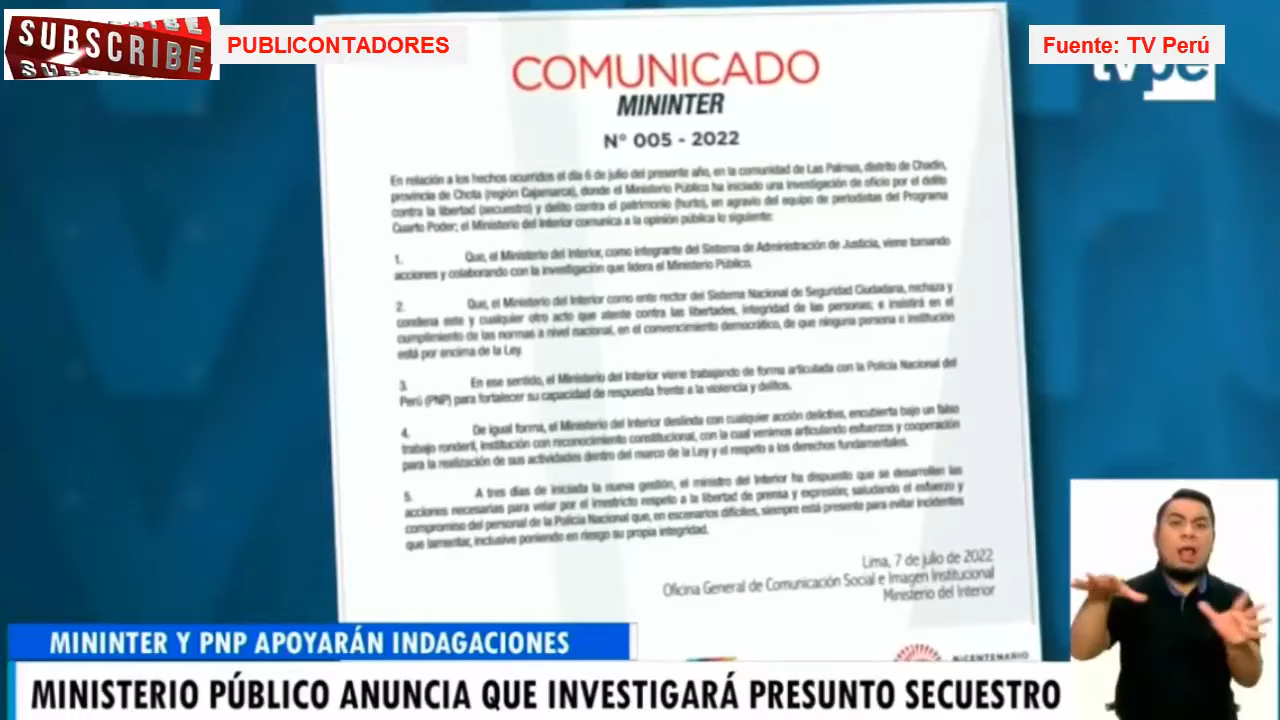 SUBSCRIBE
PUBLICONTADORES
Fuente: TV Perú
tvpe
COMUNICADO
MININTER
N° 005 - 2022
En relación a los hechos ocurridos el día 6 de julio del presente año, en la comunidad de Las Palmas, distrito de Chadín,
provincia de Chota (región Cajamarca), donde el Ministerio Público ha iniciado una investigación de oficio por el delito
contra la libertad (secuestro) y delito contra el patrimonio (hurto), en agravio del equipo de periodistas del Programa
Cuarto Poder; el Ministerio del Interior comunica a la opinión pública lo siguiente:
1. Que, el Ministerio del Interior, como integrante del Sistema de Administración de Justicia, viene tomando
acciones y colaborando con la investigación que lidera el Ministerio Público.
2. Que, el Ministerio del Interior como ente rector del Sistema Nacional de Seguridad Ciudadana, rechaza y
condena este y cualquier otro acto que atente contra las libertades, integridad de las personas; e insistirá en el
cumplimiento de las normas a nivel nacional, en el convencimiento democrático, de que ninguna persona o institución
está por encima de la Ley.
3. En ese sentido, el Ministerio del Interior viene trabajando de forma articulada con la Policía Nacional del
Perú (PNP) para fortalecer su capacidad de respuesta frente a la violencia y delitos.
4. De igual forma, el Ministerio del Interior deslinda con cualquier acción delictiva, encubierta bajo un falso
trabajo ronderil, institución con reconocimiento constitucional, con la cual venimos articulando esfuerzos y cooperación
para la realización de sus actividades dentro del marco de la Ley y el respeto a los derechos fundamentales.
5. A tres días de iniciada la nueva gestión, el ministro del Interior ha dispuesto que se desarrollen las
acciones necesarias para velar por el irrestricto respeto a la libertad de prensa y expresión; saludando el esfuerzo y
compromiso del personal de la Policía Nacional que, en escenarios difíciles, siempre está presente para evitar incidentes
que lamentar, inclusive poniendo en riesgo su propia integridad.
Lima, 7 de julio de 2022
Oficina General de Comunicación Social e Imagen Institucional
Ministerio del Interior
BICENTENARIO
MININTER Y PNP APOYARÁN INDAGACIONES
MINISTERIO PÚBLICO ANUNCIA QUE INVESTIGARÁ PRESUNTO SECUESTRO